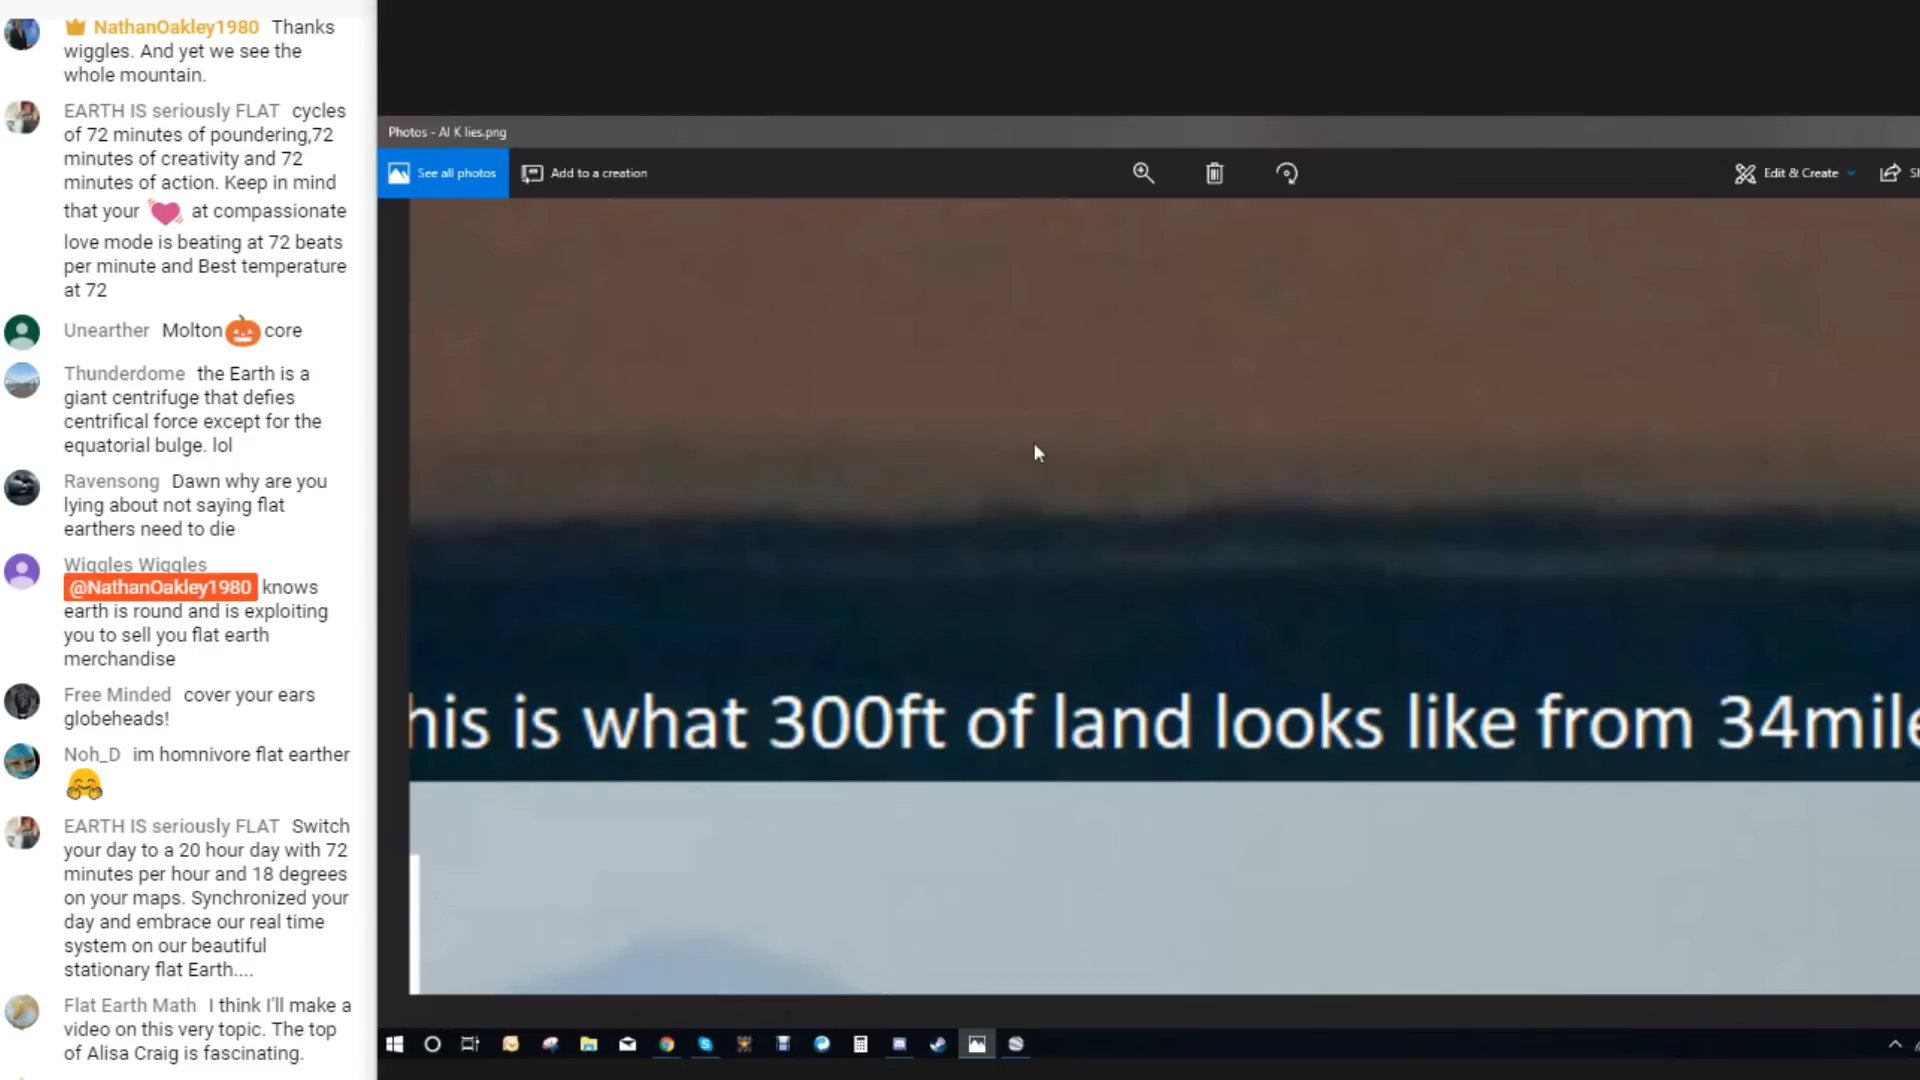 NathanOakley1980 Thanks
wiggles. And yet we see the
whole mountain.
EARTH IS seriously FLAT cycles
of 72 minutes of poundering,72
minutes of creativity and 72
minutes of action. Keep in mind
that your at compassionate
love mode is beating at 72 beats
per minute and Best temperature
at 72
Unearther Molton core
Thunderdome the Earth is a
giant centrifuge that defies
centrifical force except for the
equatorial bulge. lol
Ravensong Dawn why are you
lying about not saying flat
earthers need to die
Wiggles Wiggles
@NathanOakley1980 knows
earth is round and is exploiting
you to sell you flat earth
merchandise
Free Minded cover your ears
globeheads!
Noh_D im homnivore flat earther
EARTH IS seriously FLAT Switch
your day to a 20 hour day with 72
minutes per hour and 18 degrees
on your maps. Synchronized your
day and embrace our real time
system on our beautiful
stationary flat Earth....
Flat Earth Math I think I'll make a
video on this very topic. The top
of Alisa Craig is fascinating.
Photos - Al K lies.png
See all photos
Add to a creation
Edit & Create
Sh
his is what 300ft of land looks like from 34mile